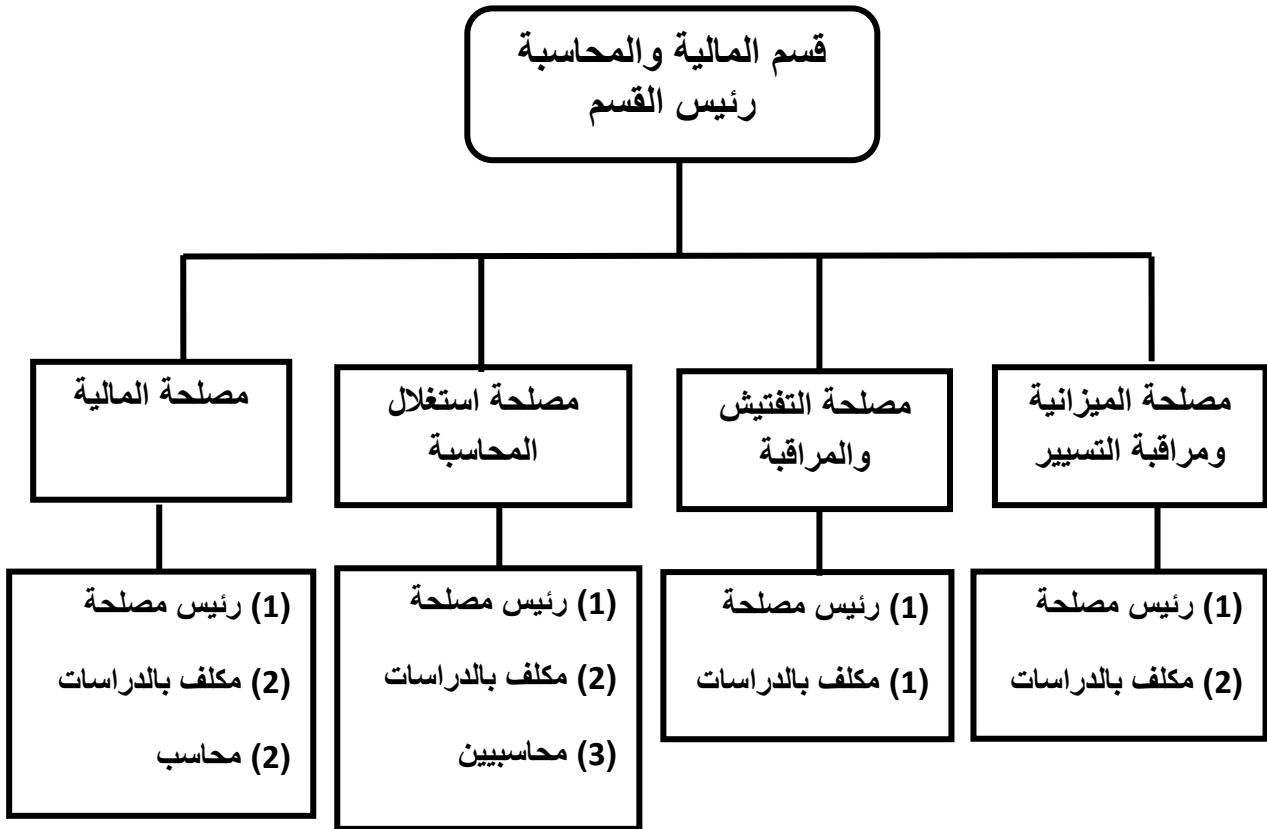 قسم المالية والمحاسبة
رئيس القسم
مصلحة الميزانية
ومراقبة التسيير
مصلحة التفتيش
والمراقبة
مصلحة استغلال
المحاسبة
مصلحة المالية
(1) رئيس مصلحة
(2) مكلف بالدراسات
(1) رئيس مصلحة
(1) مكلف بالدراسات
(1) رئيس مصلحة
(2) مكلف بالدراسات
(3) محاسبيين
(1) رئيس مصلحة
(2) مكلف بالدراسات
(2) محاسب